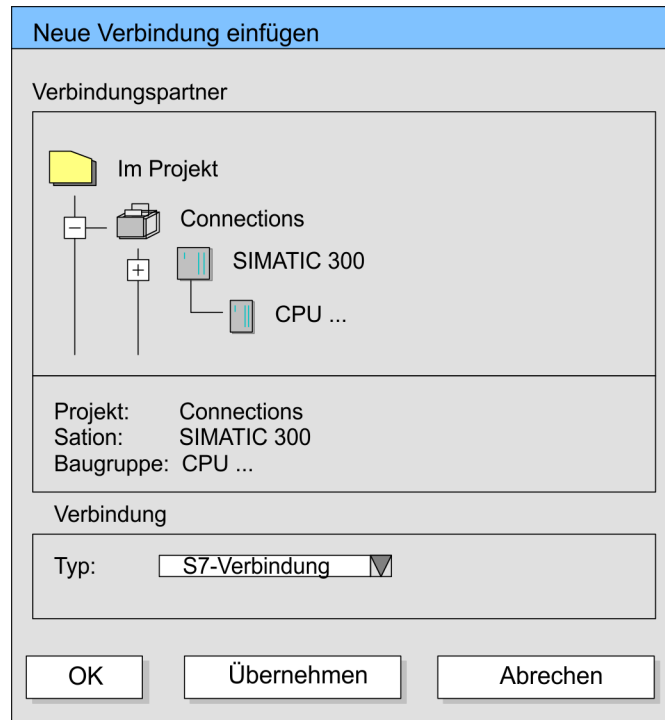 Neue Verbindung einfügen
Verbindungspartner
Im Projekt
Connections
SIMATIC 300
CPU ...
Projekt: Connections
Sation: SIMATIC 300
Baugruppe: CPU ...
Verbindung
Typ: S7-Verbindung
OK Übernehmen Abrechen